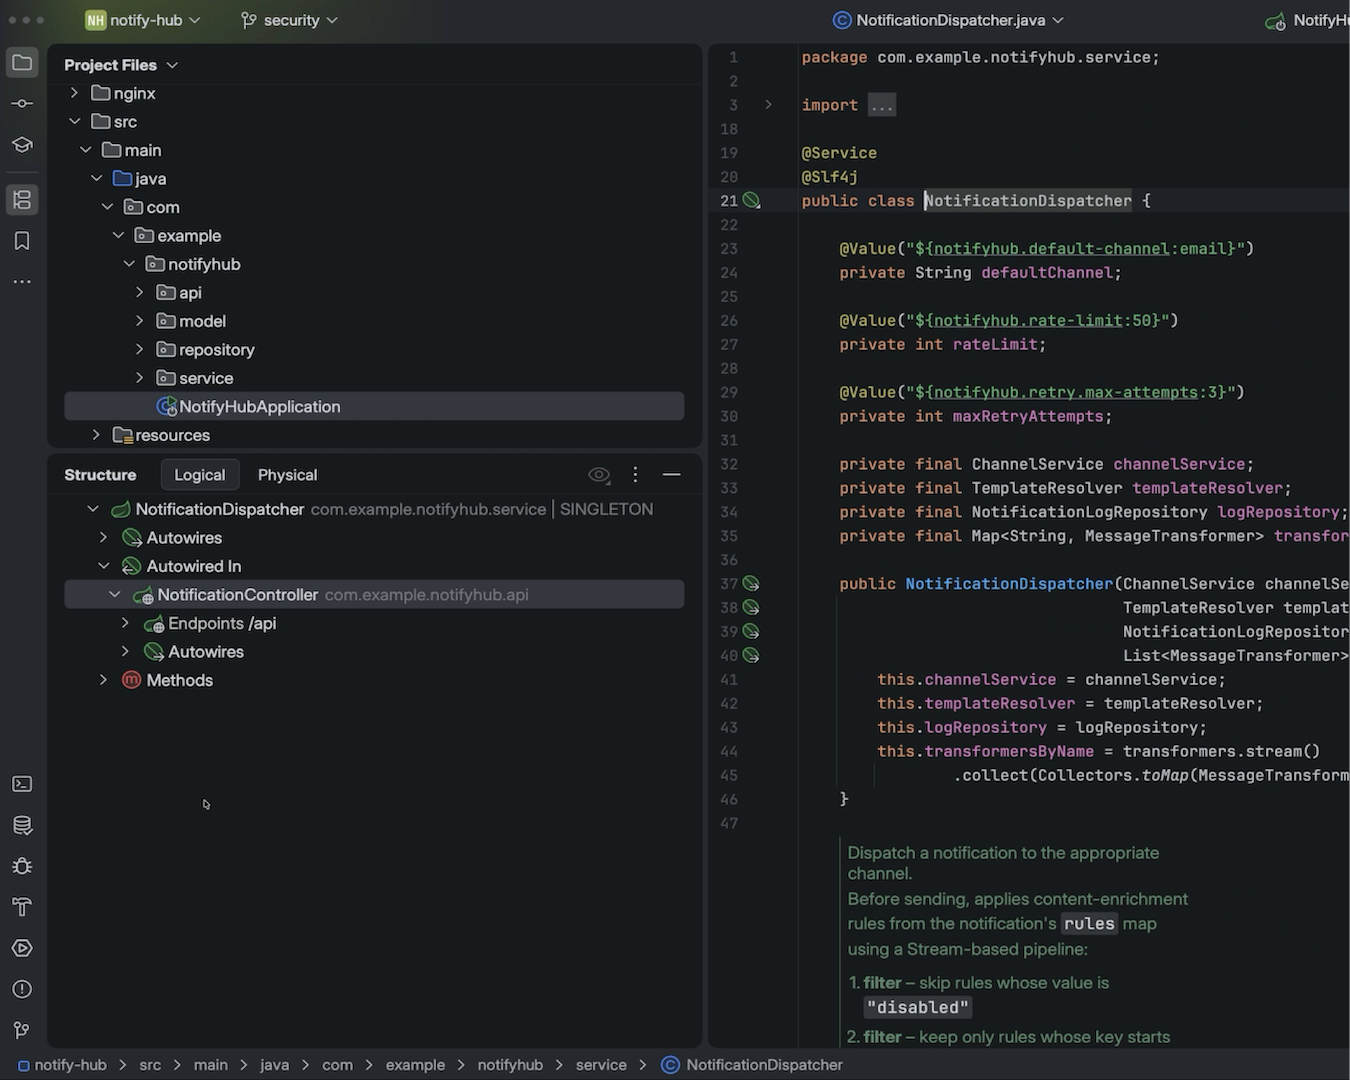 NH notify-hub
security
NotificationDispatcher.java
Project Files
nginx
src
main
java
com
example
notifyhub
api
model
repository
service
NotifyHubApplication
resources
Structure
Logical
Physical
NotificationDispatcher com.example.notifyhub.service | SINGLETON
Autowires
Autowired In
NotificationController com.example.notifyhub.api
Endpoints /api
Autowires
m Methods
1 package com.example.notifyhub.service;
2
3 import ...
18
19 @Service
20 @Slf4j
21 public class NotificationDispatcher {
22
23 @Value("${notifyhub.default-channel:email}")
24 private String defaultChannel;
25
26 @Value("${notifyhub.rate-limit:50}")
27 private int rateLimit;
28
29 @Value("${notifyhub.retry.max-attempts:3}")
30 private int maxRetryAttempts;
31
32 private final ChannelService channelService;
33 private final TemplateResolver templateResolver;
34 private final NotificationLogRepository logRepository;
35 private final Map<String, MessageTransformer> transfor
36
37 public NotificationDispatcher(ChannelService channelSe
38 TemplateResolver templat
39 NotificationLogRepositor
40 List<MessageTransformer>
41 this.channelService = channelService;
42 this.templateResolver = templateResolver;
43 this.logRepository = logRepository;
44 this.transformersByName = transformers.stream()
45 .collect(Collectors.toMap(MessageTransform
46 }
47
Dispatch a notification to the appropriate
channel.
Before sending, applies content-enrichment
rules from the notification's rules map
using a Stream-based pipeline:
1. filter – skip rules whose value is
"disabled"
2. filter – keep only rules whose key starts
notify-hub > src > main > java > com > example > notifyhub > service > NotificationDispatcher